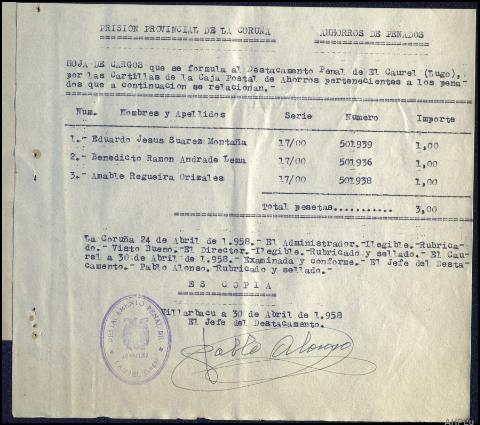 PRISION PROVINCIAL DE LA CORUÑA AHORROS DE PENADOS
HOJA DE CARGOS que se formula al Destacamento Penal de El Caurel (Lugo),
por las Cartillas de la Caja Postal de Ahorros pertenecientes a los pena-
dos que a continuacion se relacionan.-
Num. Nombres y Apellidos Serie Numero Importe
1.- Eduardo Jesus Suarez Montaña 17/00 501939 1,00
2.- Benedicto Ramon Andrade Lema 17/00 501936 1,00
3.- Amable Regueira Orizales 17/00 501938 1,00
Total pesetas........... 3,00
La Coruña 24 de Abril de 1.958.- El Administrador.-Ilegible.-Rubrica-
do.- Visto Bueno.-El Director.-Ilegible.-Rubricado y sellado.- El Cau-
rel a 30 de Abril de 1.958.- Examinada y conforme.- El Jefe del Desta-
camento.- Pablo Alonso.-Rubricado y sellado.-
ES COPIA
Villarbacu a 30 de Abril de 1.958
El Jefe del Destacamento.
DESTACAMENTO PENAL DE
Pablo Alonso